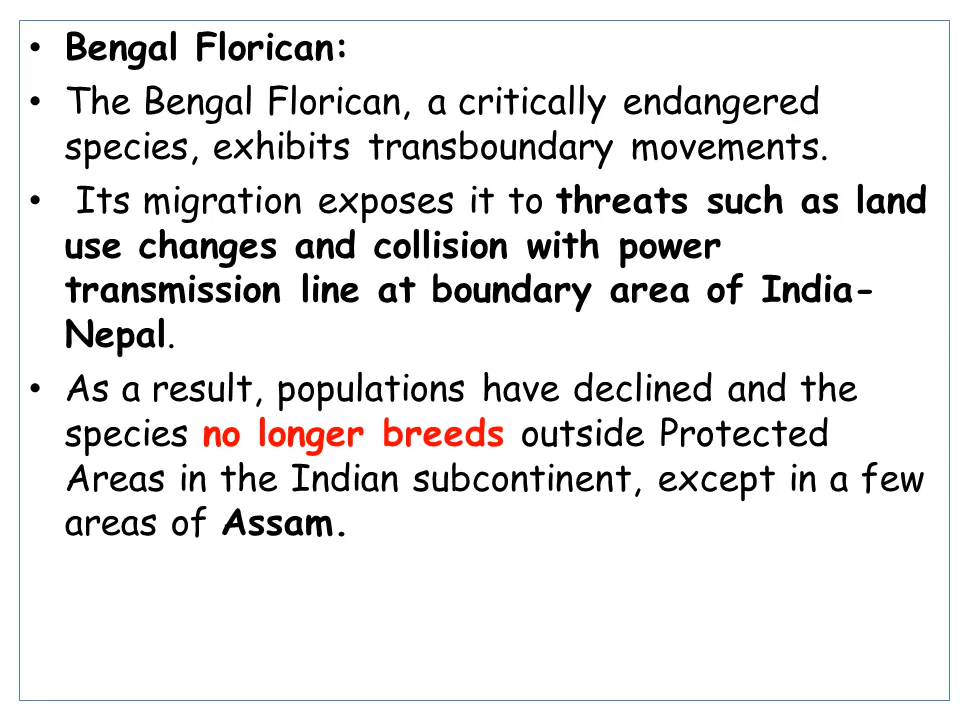 • Bengal Florican:
• The Bengal Florican, a critically endangered
species, exhibits transboundary movements.
• Its migration exposes it to threats such as land
use changes and collision with power
transmission line at boundary area of India-
Nepal.
• As a result, populations have declined and the
species no longer breeds outside Protected
Areas in the Indian subcontinent, except in a few
areas of Assam.